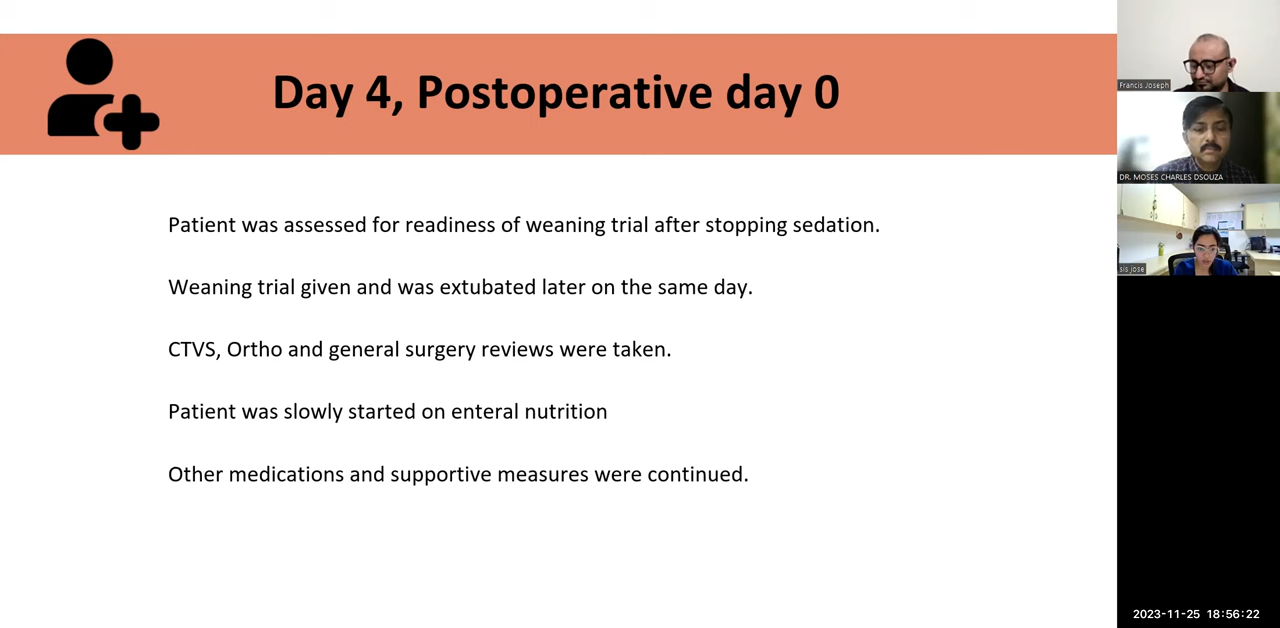 Day 4, Postoperative day 0
Patient was assessed for readiness of weaning trial after stopping sedation.
Weaning trial given and was extubated later on the same day.
CTVS, Ortho and general surgery reviews were taken.
Patient was slowly started on enteral nutrition
Other medications and supportive measures were continued.
Francis Joseph
DR. MOSES CHARLES DSOUZA
sis jose
2023-11-25 18:56:22